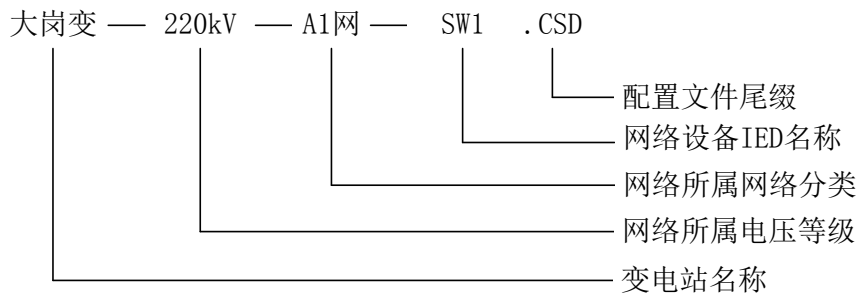 大岗变 — 220kV — A1网 — SW1 .CSD
配置文件尾缀
网络设备IED名称
网络所属网络分类
网络所属电压等级
变电站名称